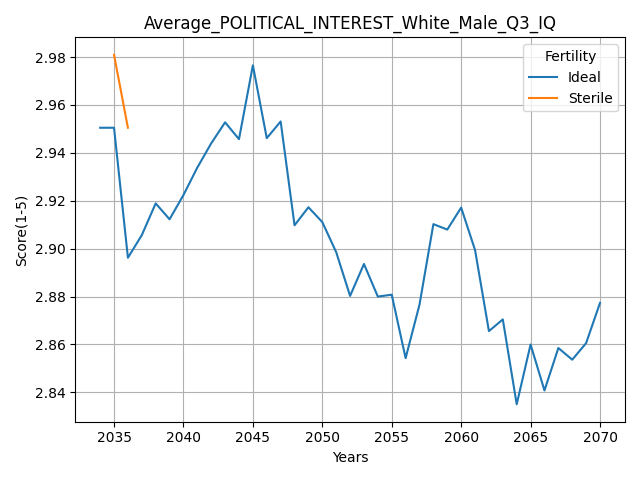 Average_POLITICAL_INTEREST_White_Male_Q3_IQ
Fertility
Ideal
Sterile
Score(1-5)
2.98
2.96
2.94
2.92
2.90
2.88
2.86
2.84
2035 2040 2045 2050 2055 2060 2065 2070
Years